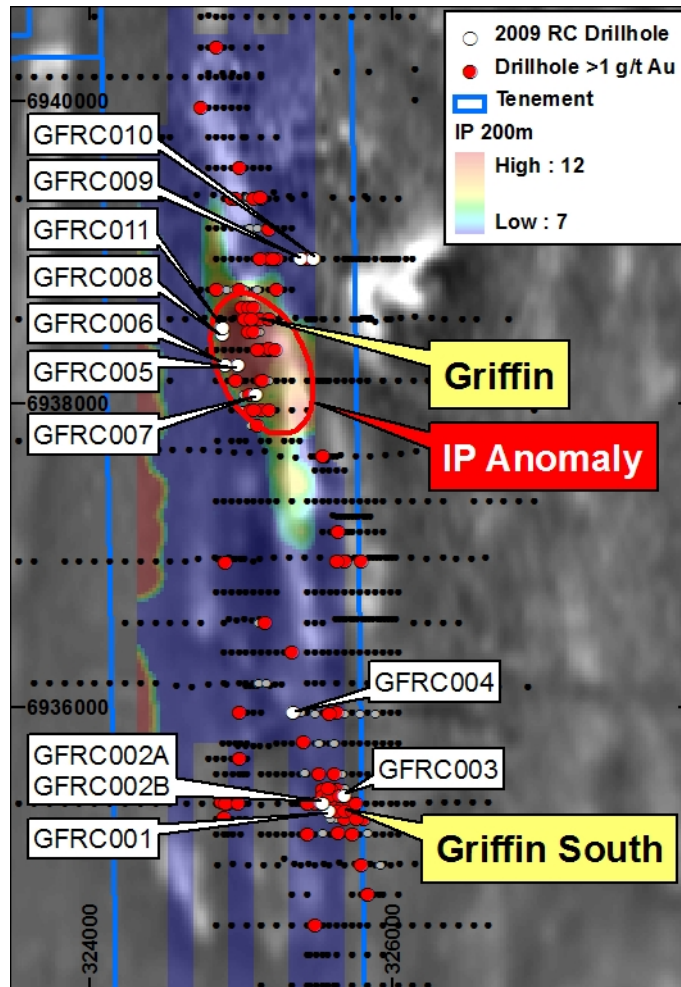 2009 RC Drillhole
Drillhole >1 g/t Au
Tenement
IP 200m
High : 12
Low : 7
6940000
GFRC010
GFRC009
GFRC011
GFRC008
GFRC006
GFRC005
GFRC007
Griffin
6938000
IP Anomaly
GFRC004
6936000
GFRC002A
GFRC002B
GFRC003
GFRC001
Griffin South
324000
326000